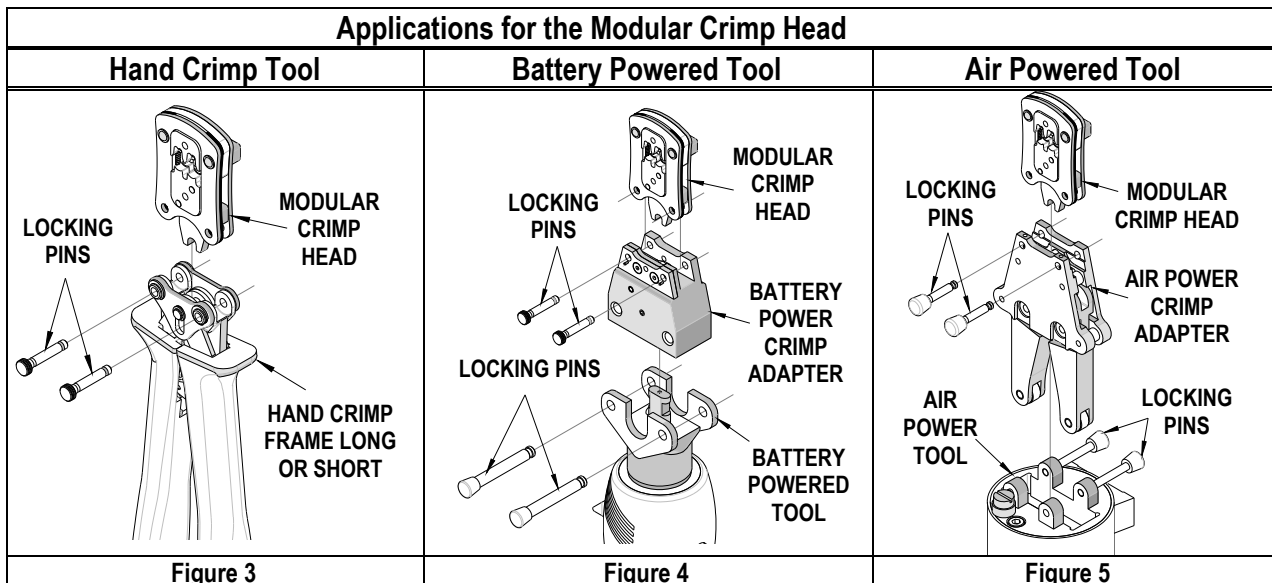 Applications for the Modular Crimp Head
Hand Crimp Tool
Battery Powered Tool
Air Powered Tool
MODULAR
CRIMP
HEAD
LOCKING
PINS
HAND CRIMP
FRAME LONG
OR SHORT
MODULAR
CRIMP
HEAD
LOCKING
PINS
BATTERY
POWER
CRIMP
ADAPTER
LOCKING PINS
BATTERY
POWERED
TOOL
LOCKING
PINS
MODULAR
CRIMP HEAD
AIR POWER
CRIMP
ADAPTER
AIR
POWER
TOOL
LOCKING
PINS
Figure 3
Figure 4
Figure 5